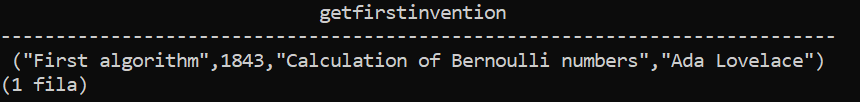 getfirstinvention
--------------------------------------------------------------------------
("First algorithm",1843,"Calculation of Bernoulli numbers","Ada Lovelace")
(1 fila)